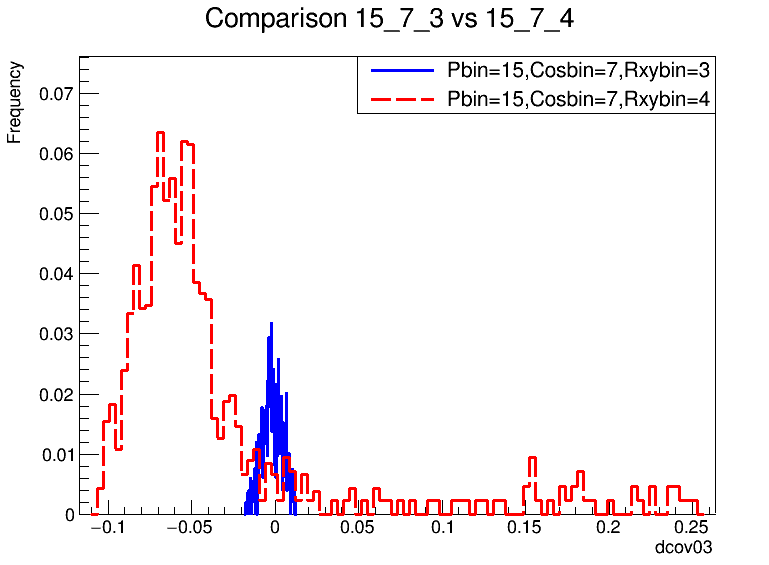 Comparison 15_7_3 vs 15_7_4
Frequency
Pbin=15,Cosbin=7,Rxybin=3
Pbin=15,Cosbin=7,Rxybin=4
0.07
0.06
0.05
0.04
0.03
0.02
0.01
0
−0.1 −0.05 0 0.05 0.1 0.15 0.2 0.25
dcov03